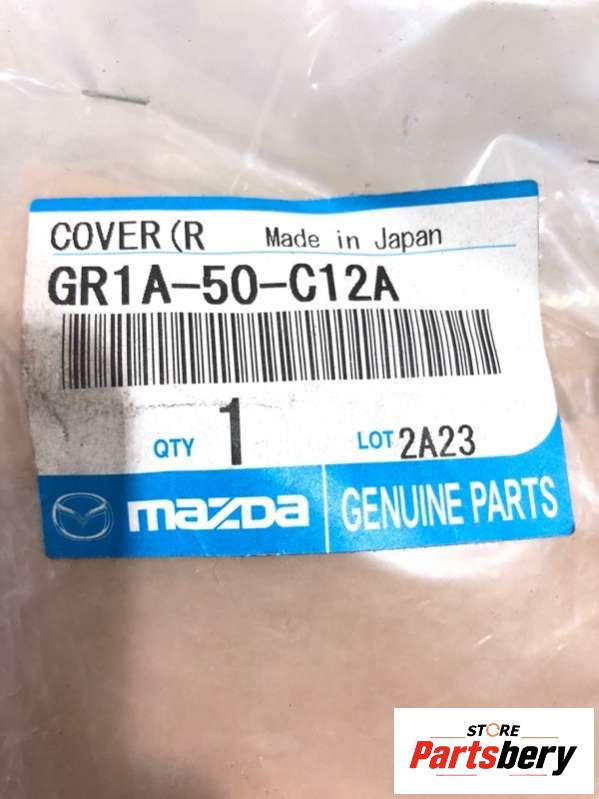 COVER(R Made in Japan
GR1A-50-C12A
QTY 1 LOT 2A23
mazda GENUINE PARTS
STORE
Partsbery